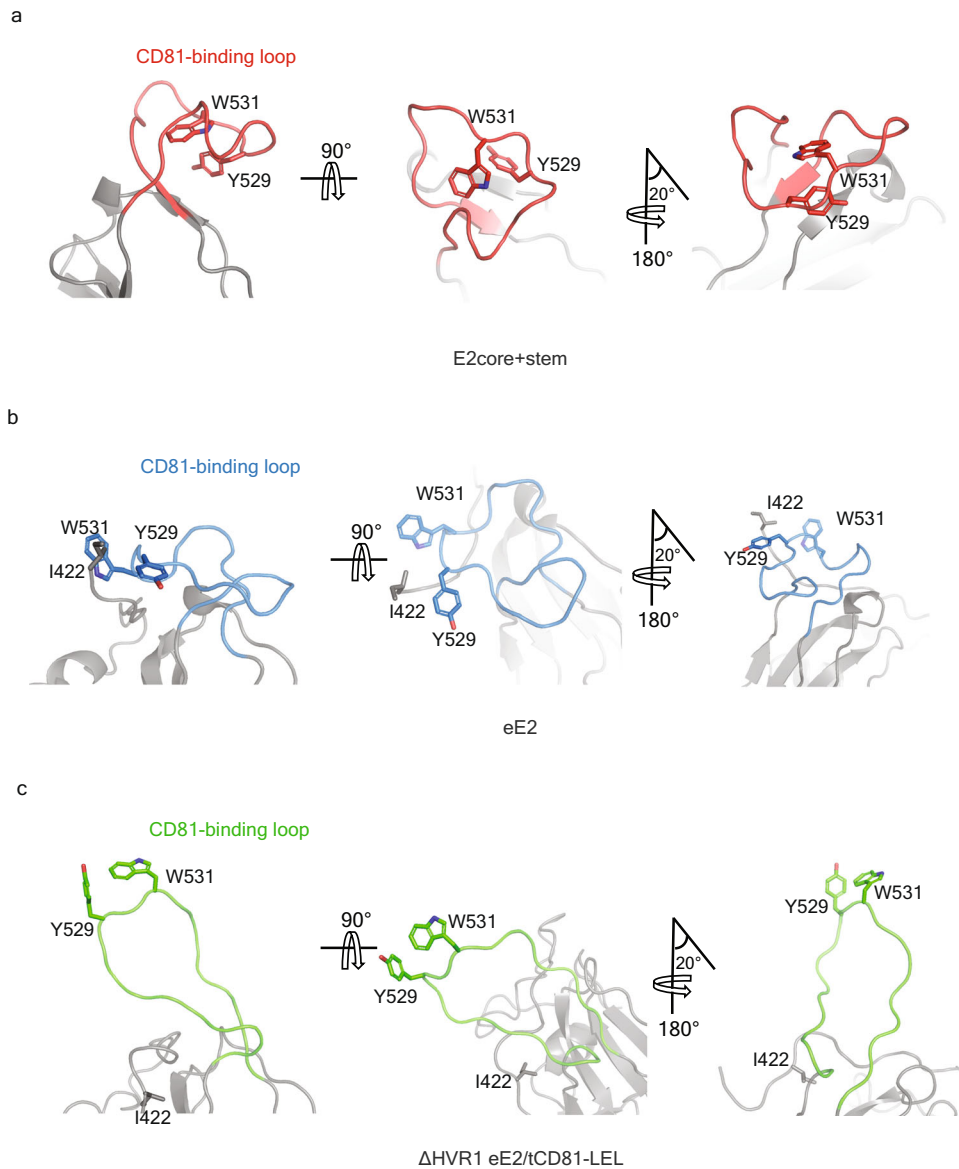 a
CD81-binding loop
W531
Y529
90°
W531
Y529
20°
180°
W531
Y529
E2core+stem
b
CD81-binding loop
W531
Y529
I422
90°
W531
I422
Y529
20°
180°
I422
W531
Y529
eE2
c
CD81-binding loop
W531
Y529
I422
90°
W531
Y529
I422
20°
180°
Y529
W531
I422
ΔHVR1 eE2/tCD81-LEL